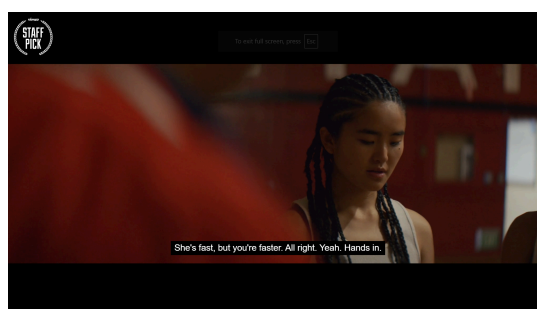 vimeo
STAFF
PICK
To exit full screen, press Esc
She's fast, but you're faster. All right. Yeah. Hands in.